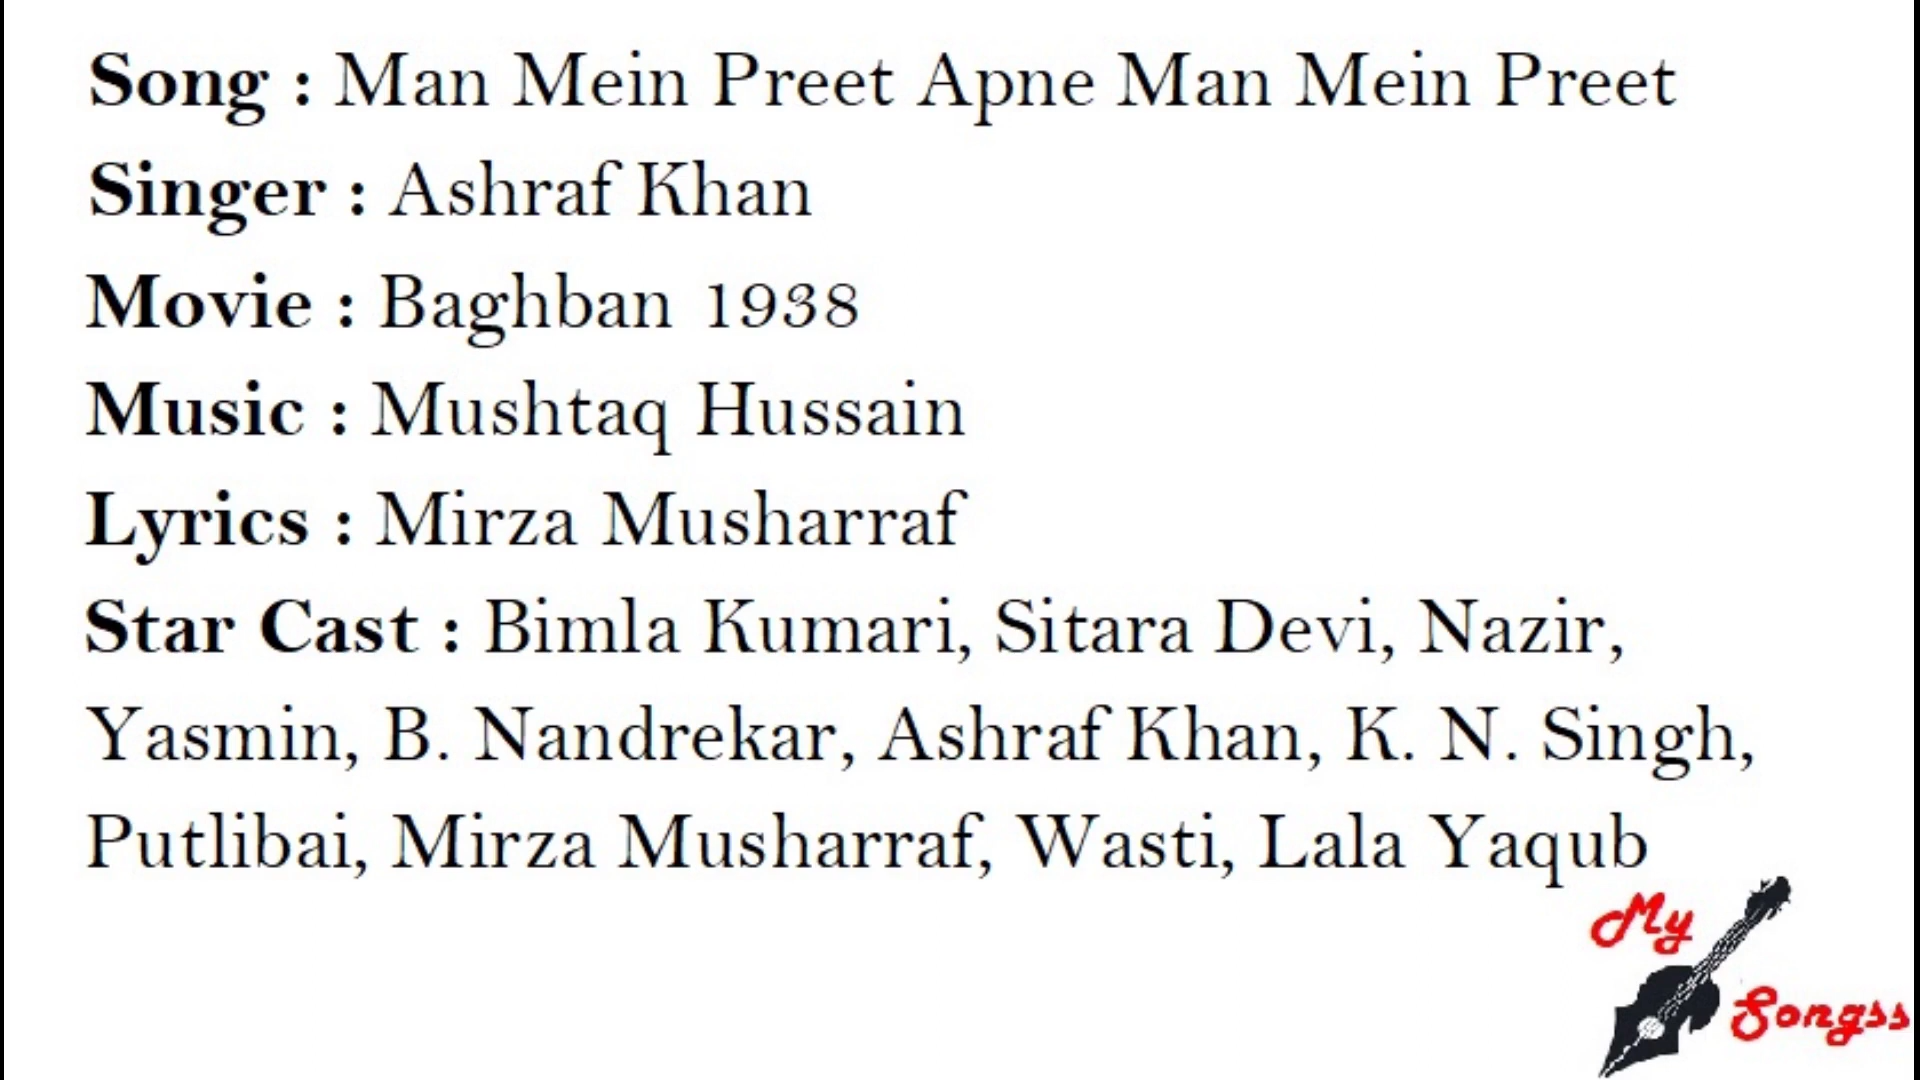 Song : Man Mein Preet Apne Man Mein Preet
Singer : Ashraf Khan
Movie : Baghban 1938
Music : Mushtaq Hussain
Lyrics : Mirza Musharraf
Star Cast : Bimla Kumari, Sitara Devi, Nazir,
Yasmin, B. Nandrekar, Ashraf Khan, K. N. Singh,
Putlibai, Mirza Musharraf, Wasti, Lala Yaqub
My
Songss